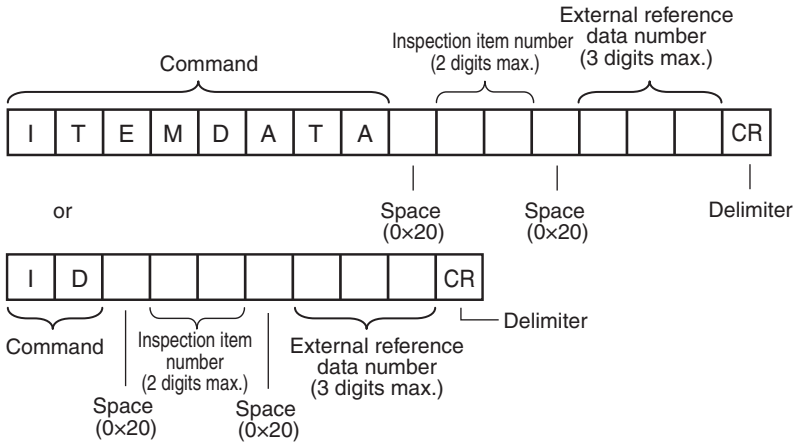 External reference
data number
(3 digits max.)
Inspection item number
(2 digits max.)
Command
I T E M D A T A CR
Space
(0×20)
Space
(0×20)
Delimiter
or
I D CR
Delimiter
Command
Inspection item
number
(2 digits max.)
External reference
data number
(3 digits max.)
Space
(0×20)
Space
(0×20)